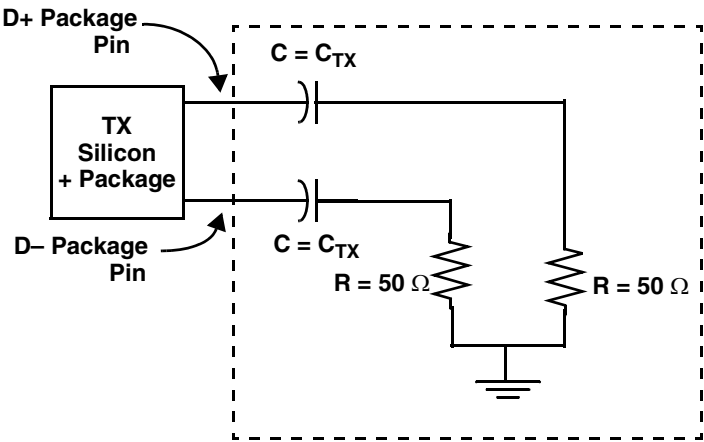 D+ Package
Pin
C = CTX
TX
Silicon
+ Package
D– Package
Pin
C = CTX
R = 50 Ω
R = 50 Ω